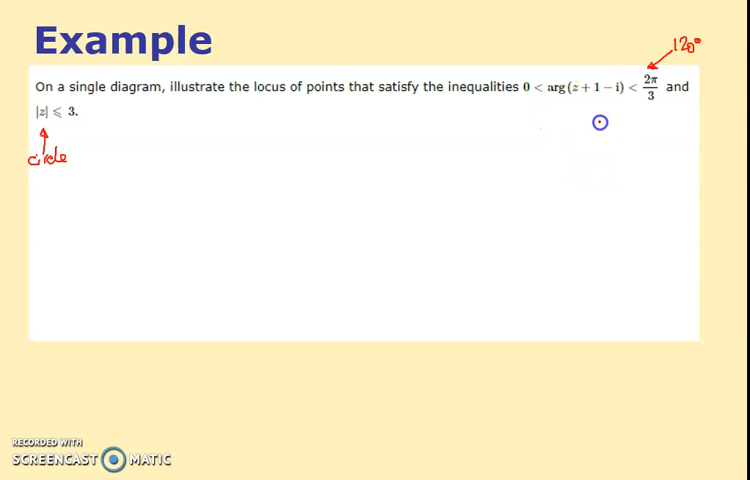 Example
120°
On a single diagram, illustrate the locus of points that satisfy the inequalities 0 < arg (z + 1 − i) < 2π/3 and
|z| ⩽ 3.
circle
RECORDED WITH
SCREENCAST MATIC